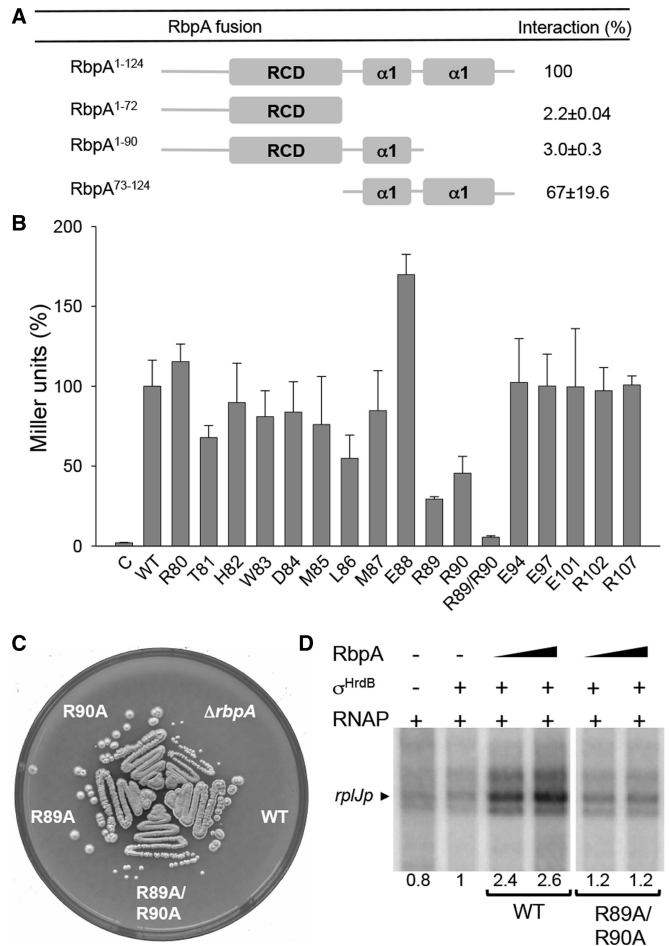 A
RbpA fusion Interaction (%)
RbpA1-124 RCD α1 α1 100
RbpA1-72 RCD 2.2±0.04
RbpA1-90 RCD α1 3.0±0.3
RbpA73-124 α1 α1 67±19.6
B
Miller units (%)
200
150
100
50
0
C WT R80 T81 H82 W83 D84 M85 L86 M87 E88 R89 R90 R89/R90 E94 E97 E101 R102 R107
C
R90A ΔrbpA
R89A WT
R89A/
R90A
D
RbpA - -
σHrdB - + + + + +
RNAP + + + + + +
rplJp
0.8 1 2.4 2.6 1.2 1.2
WT R89A/
R90A